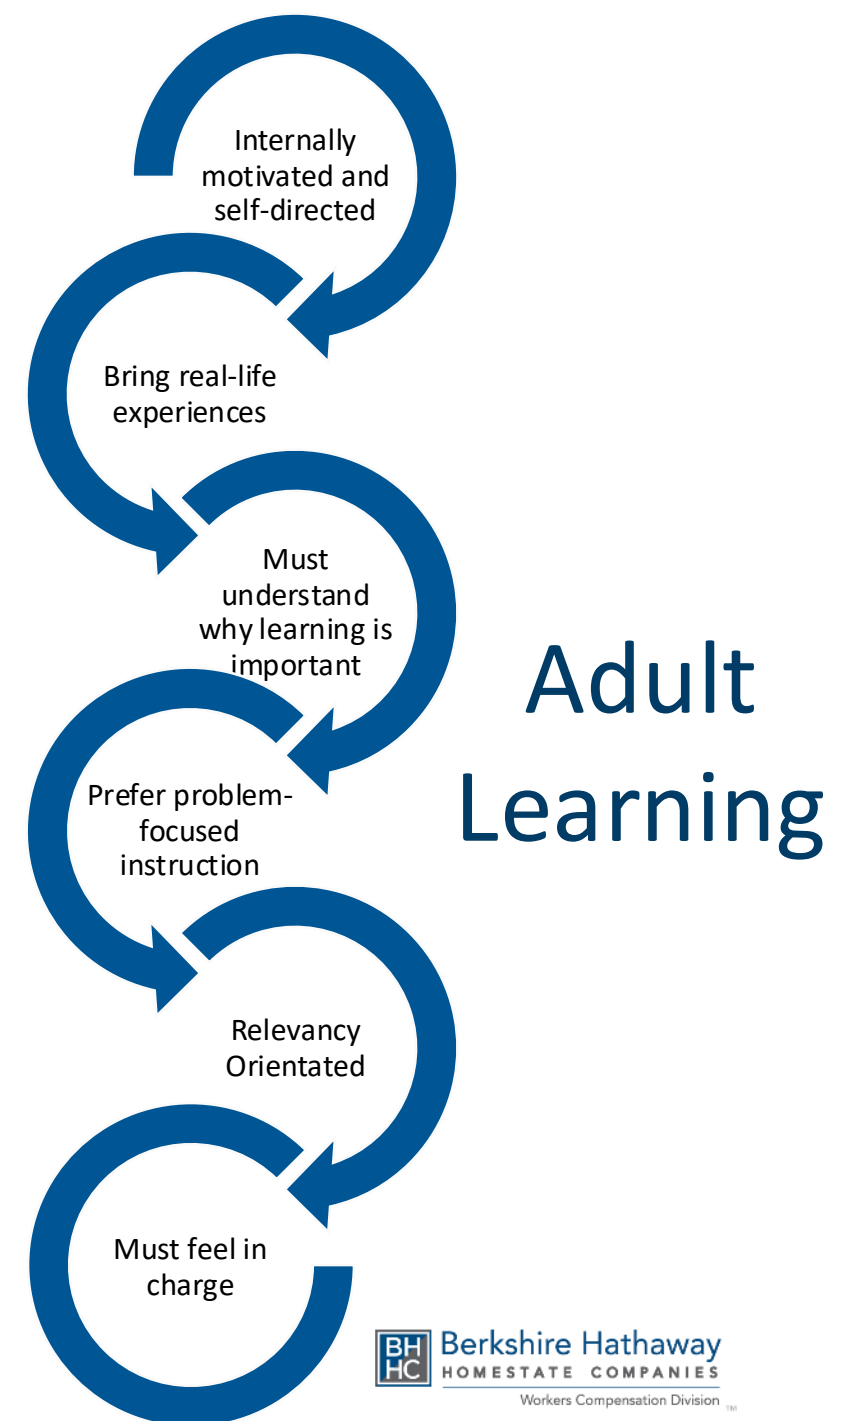 Internally
motivated and
self-directed
Bring real-life
experiences
Must
understand
why learning is
important
Prefer problem-
focused
instruction
Relevancy
Orientated
Must feel in
charge
Adult
Learning
BH
HC
Berkshire Hathaway
HOMESTATE COMPANIES
Workers Compensation Division
TM